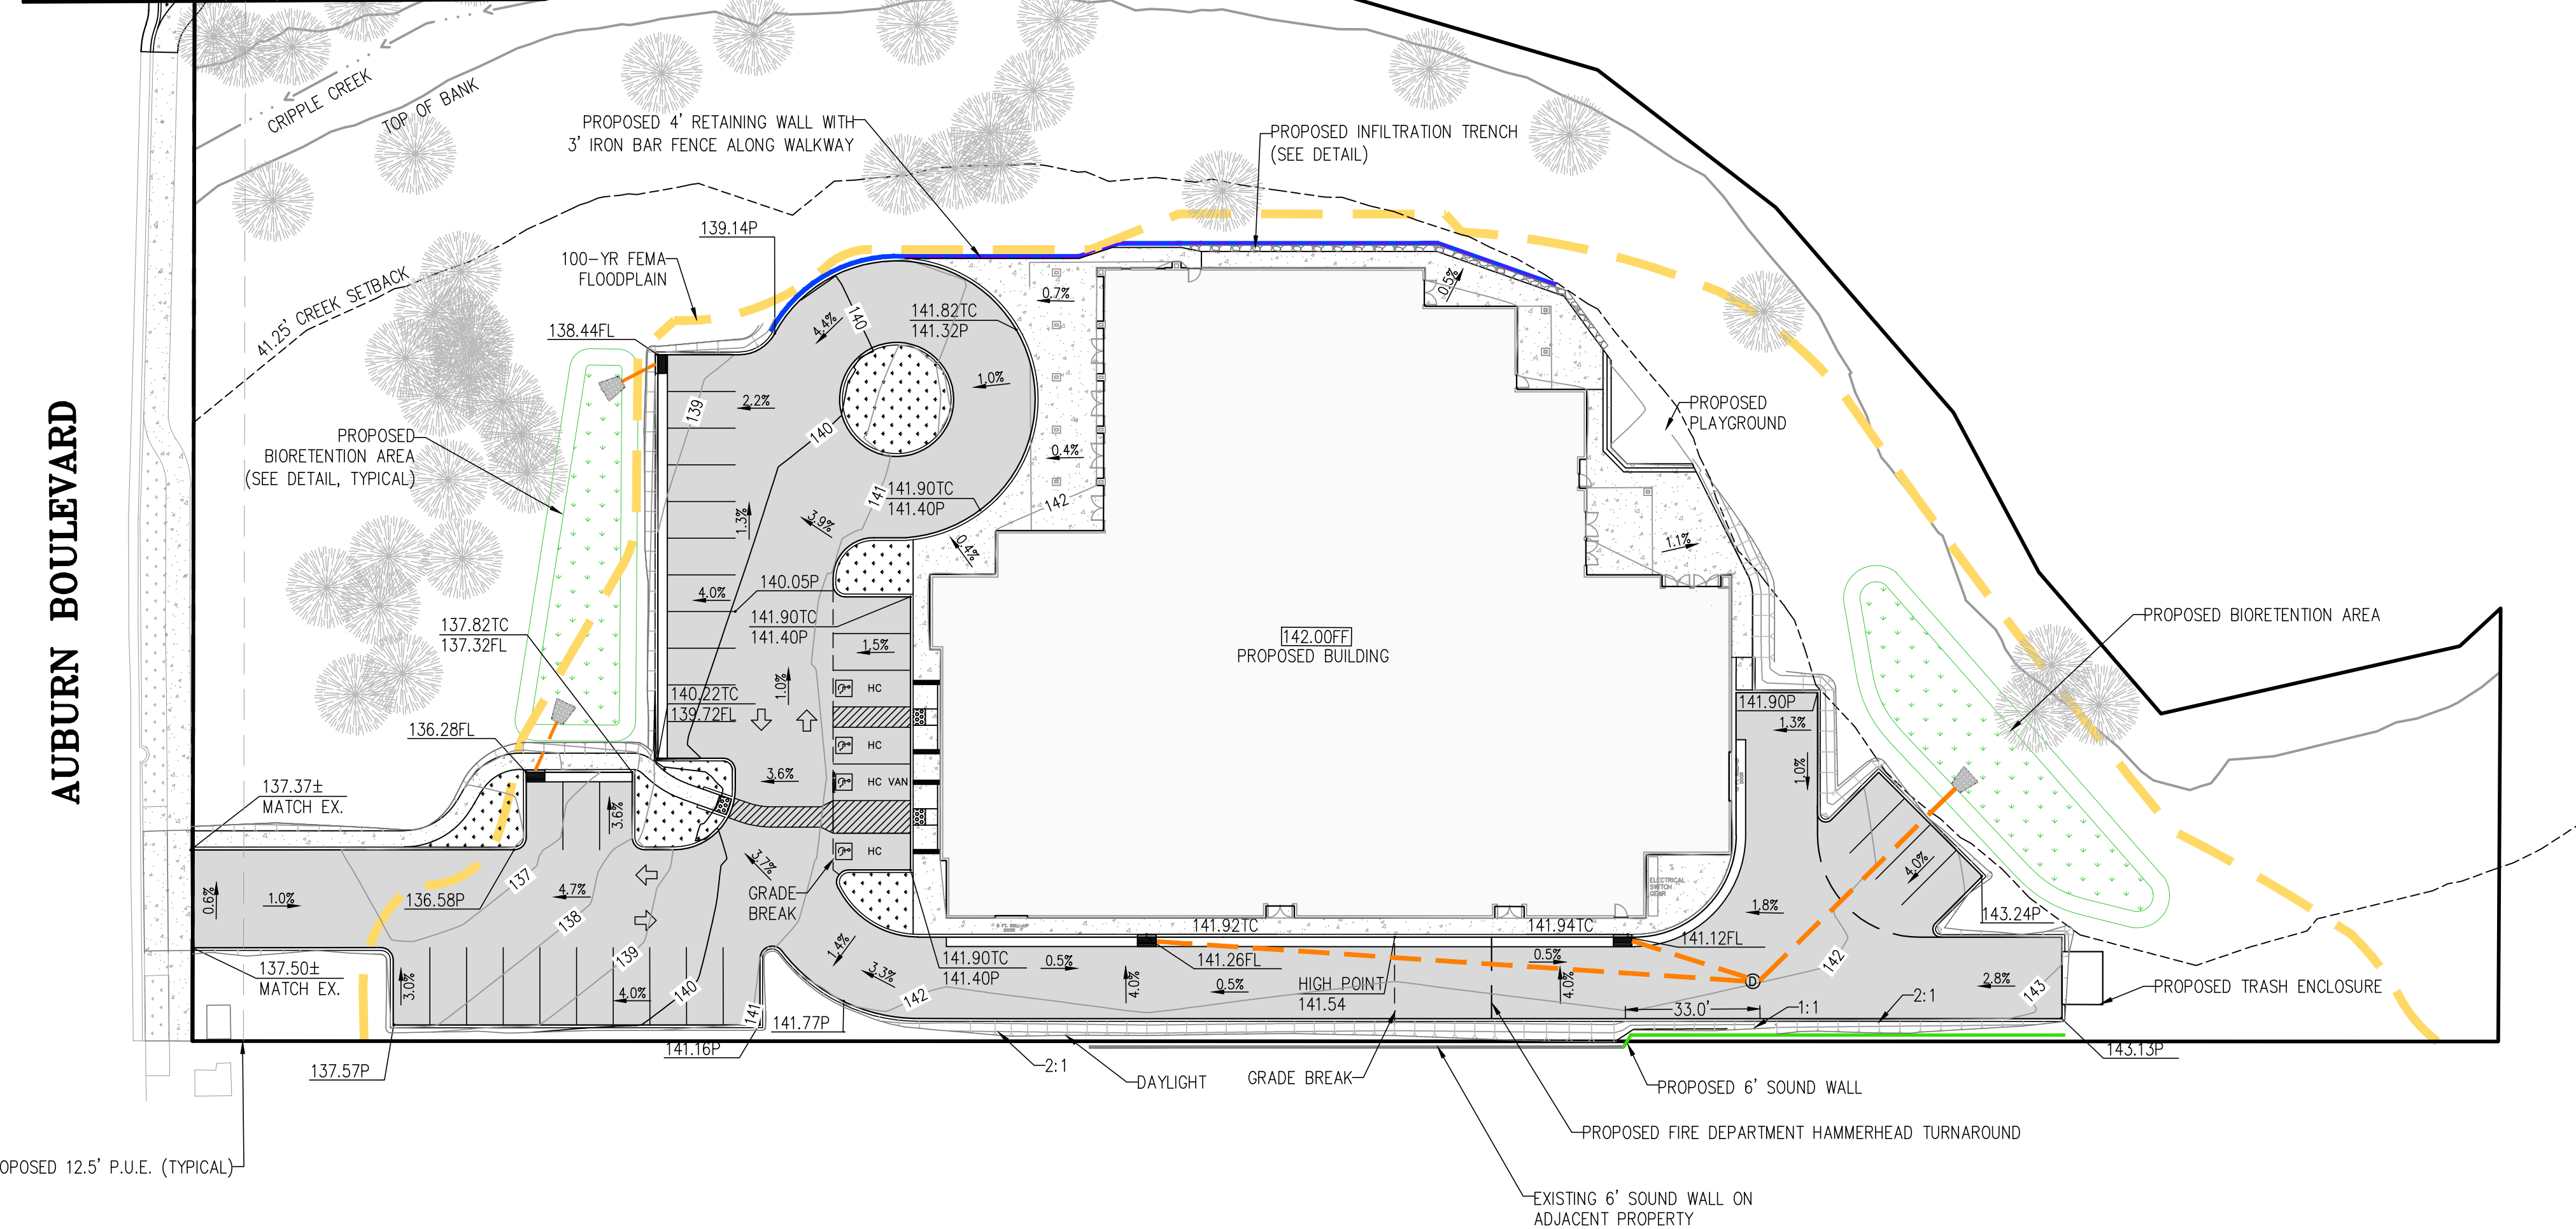 CRIPPLE CREEK
TOP OF BANK
PROPOSED 4' RETAINING WALL WITH
3' IRON BAR FENCE ALONG WALKWAY
PROPOSED INFILTRATION TRENCH
(SEE DETAIL)
139.14P
100-YR FEMA
FLOODPLAIN
41.25' CREEK SETBACK
138.44FL
4.4%
140
141.82TC
141.32P
0.7%
0.5%
1.0%
2.2%
139
140
PROPOSED
PLAYGROUND
PROPOSED
BIORETENTION AREA
(SEE DETAIL, TYPICAL)
0.4%
142
141
141.90TC
141.40P
3.9%
1.3%
0.4%
1.1%
AUBURN BOULEVARD
140.05P
4.0%
141.90TC
141.40P
137.82TC
137.32FL
1.5%
142.00FF
PROPOSED BUILDING
PROPOSED BIORETENTION AREA
HC
140.22TC
139.72FL
1.0%
136.28FL
HC
HC VAN
3.6%
141.90P
1.3%
1.0%
137.37±
MATCH EX.
3.6%
HC
3.7%
GRADE
BREAK
137
4.7%
136.58P
0.6%
1.0%
138
139
140
ELECTRICAL
SWITCH
GEAR
4.0%
1.8%
143.24P
141.92TC
141.94TC
8 FT. ROLL-UP
DOOR
141.12FL
141.26FL
141.90TC
141.40P
1.4%
3.3%
142
0.5%
4.0%
0.5%
HIGH POINT
141.54
0.5%
4.0%
D
142
2.8%
143
137.50±
MATCH EX.
3.0%
4.0%
141
141.77P
33.0'
1:1
2:1
PROPOSED TRASH ENCLOSURE
141.16P
137.57P
2:1
DAYLIGHT
GRADE BREAK
143.13P
PROPOSED 6' SOUND WALL
PROPOSED FIRE DEPARTMENT HAMMERHEAD TURNAROUND
OPOSED 12.5' P.U.E. (TYPICAL)
EXISTING 6' SOUND WALL ON
ADJACENT PROPERTY